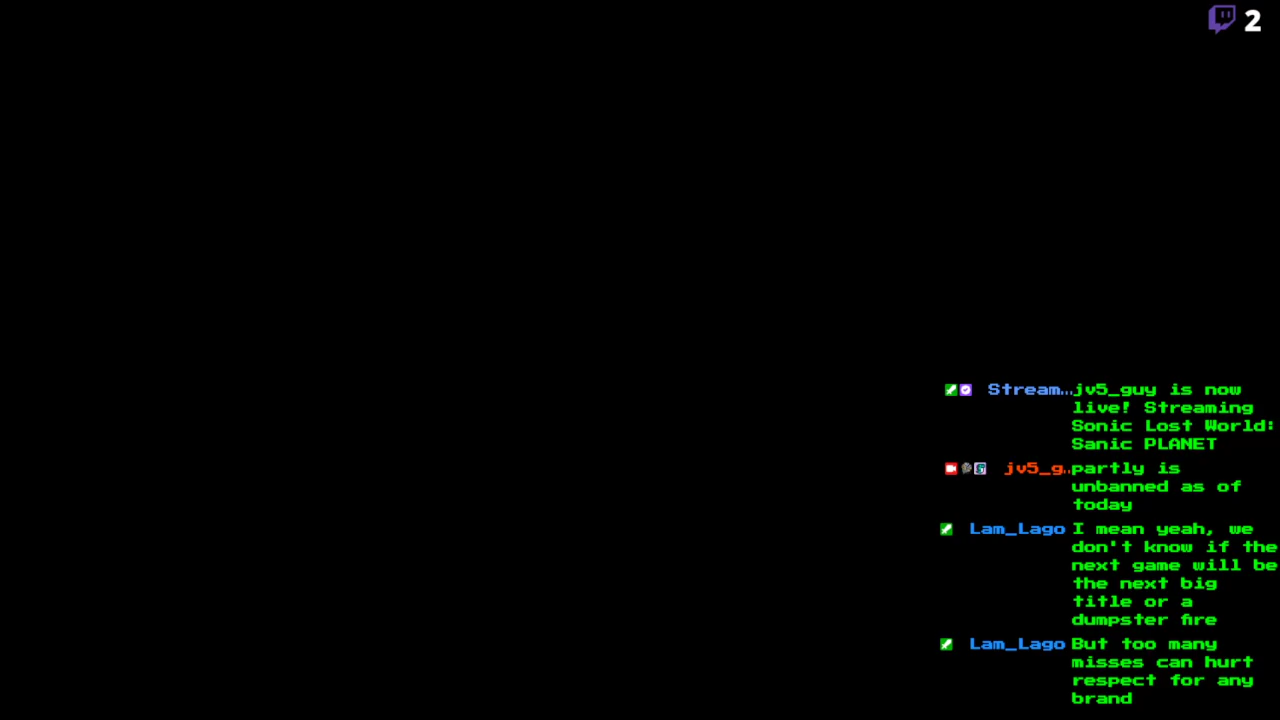 2
Stream… jv5_guy is now
live! Streaming
Sonic Lost World:
Sanic PLANET
jv5_g… partly is
unbanned as of
today
Lam_Lago I mean yeah, we
don't know if the
next game will be
the next big
title or a
dumpster fire
Lam_Lago But too many
misses can hurt
respect for any
brand